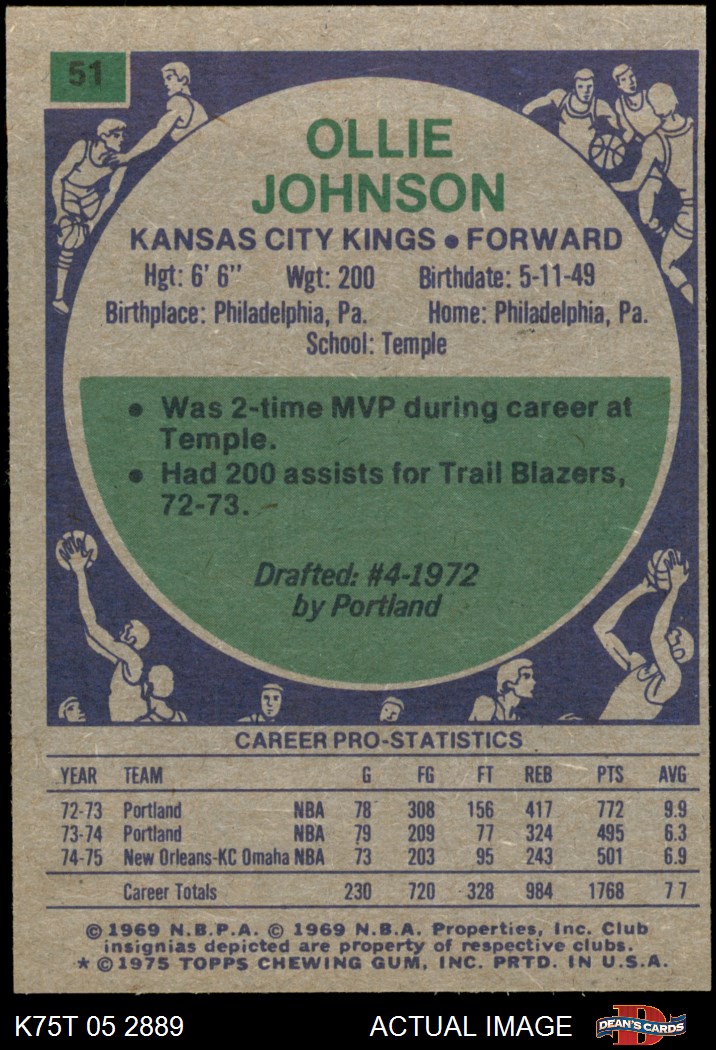 51
OLLIE
JOHNSON
KANSAS CITY KINGS • FORWARD
Hgt: 6' 6" Wgt: 200 Birthdate: 5-11-49
Birthplace: Philadelphia, Pa. Home: Philadelphia, Pa.
School: Temple
• Was 2-time MVP during career at
Temple.
• Had 200 assists for Trail Blazers,
72-73.
Drafted: #4-1972
by Portland
CAREER PRO-STATISTICS
YEAR TEAM G FG FT REB PTS AVG
72-73 Portland NBA 78 308 156 417 772 9.9
73-74 Portland NBA 79 209 77 324 495 6.3
74-75 New Orleans-KC Omaha NBA 73 203 95 243 501 6.9
Career Totals 230 720 328 984 1768 7 7
© 1969 N.B.P.A. © 1969 N.B.A. Properties, Inc. Club
insignias depicted are property of respective clubs.
* © 1975 TOPPS CHEWING GUM, INC. PRTD. IN U.S.A.
K75T 05 2889 ACTUAL IMAGE D DEAN'S CARDS